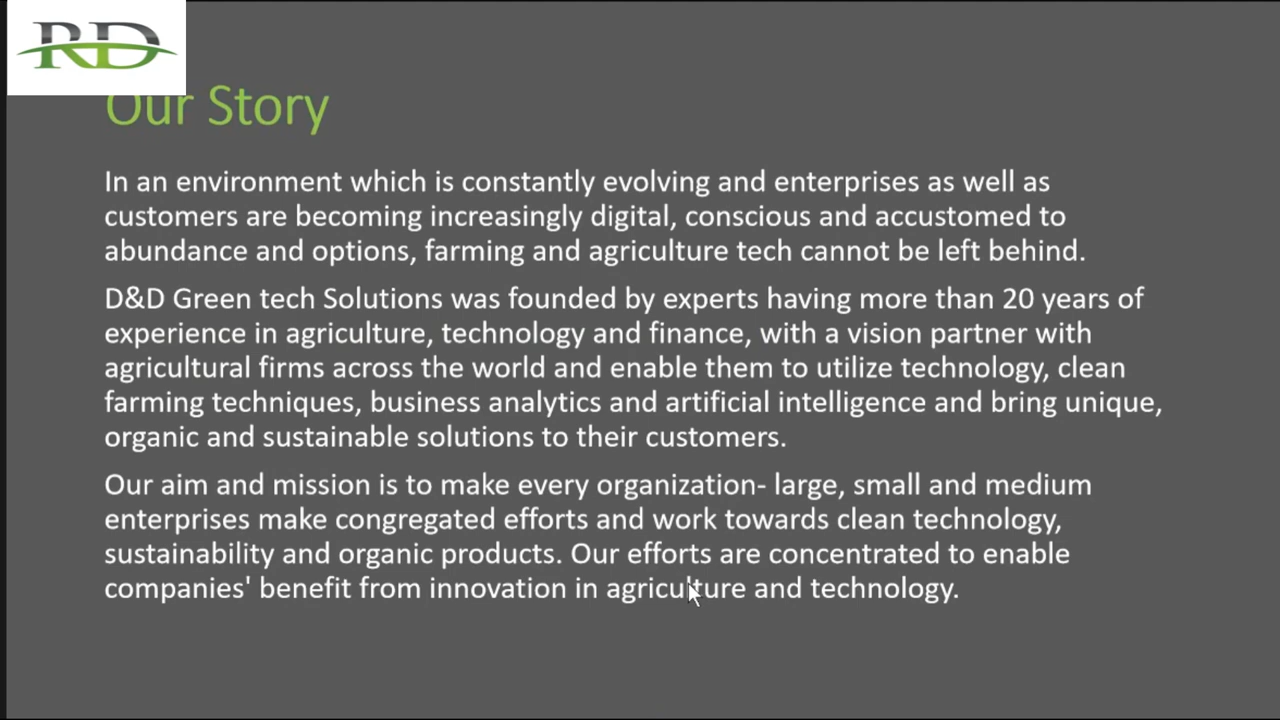 RD
Our Story
In an environment which is constantly evolving and enterprises as well as
customers are becoming increasingly digital, conscious and accustomed to
abundance and options, farming and agriculture tech cannot be left behind.
D&D Green tech Solutions was founded by experts having more than 20 years of
experience in agriculture, technology and finance, with a vision partner with
agricultural firms across the world and enable them to utilize technology, clean
farming techniques, business analytics and artificial intelligence and bring unique,
organic and sustainable solutions to their customers.
Our aim and mission is to make every organization- large, small and medium
enterprises make congregated efforts and work towards clean technology,
sustainability and organic products. Our efforts are concentrated to enable
companies' benefit from innovation in agriculture and technology.